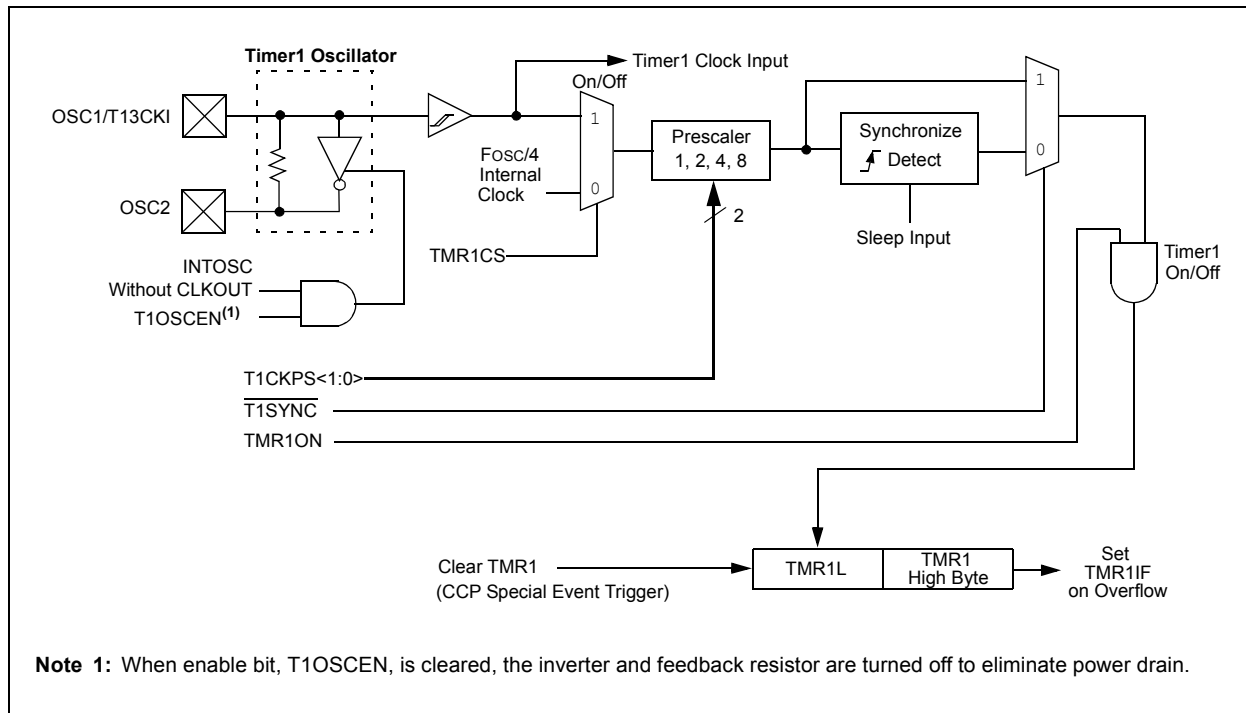 Timer1 Oscillator
Timer1 Clock Input
On/Off
OSC1/T13CKI
1
1
Prescaler
1, 2, 4, 8
Synchronize
Detect
FOSC/4
Internal
Clock
0
0
OSC2
2
Sleep Input
TMR1CS
Timer1
On/Off
INTOSC
Without CLKOUT
T1OSCEN(1)
T1CKPS<1:0>
T1SYNC
TMR1ON
Clear TMR1
(CCP Special Event Trigger)
TMR1L
TMR1
High Byte
Set
TMR1IF
on Overflow
Note 1: When enable bit, T1OSCEN, is cleared, the inverter and feedback resistor are turned off to eliminate power drain.